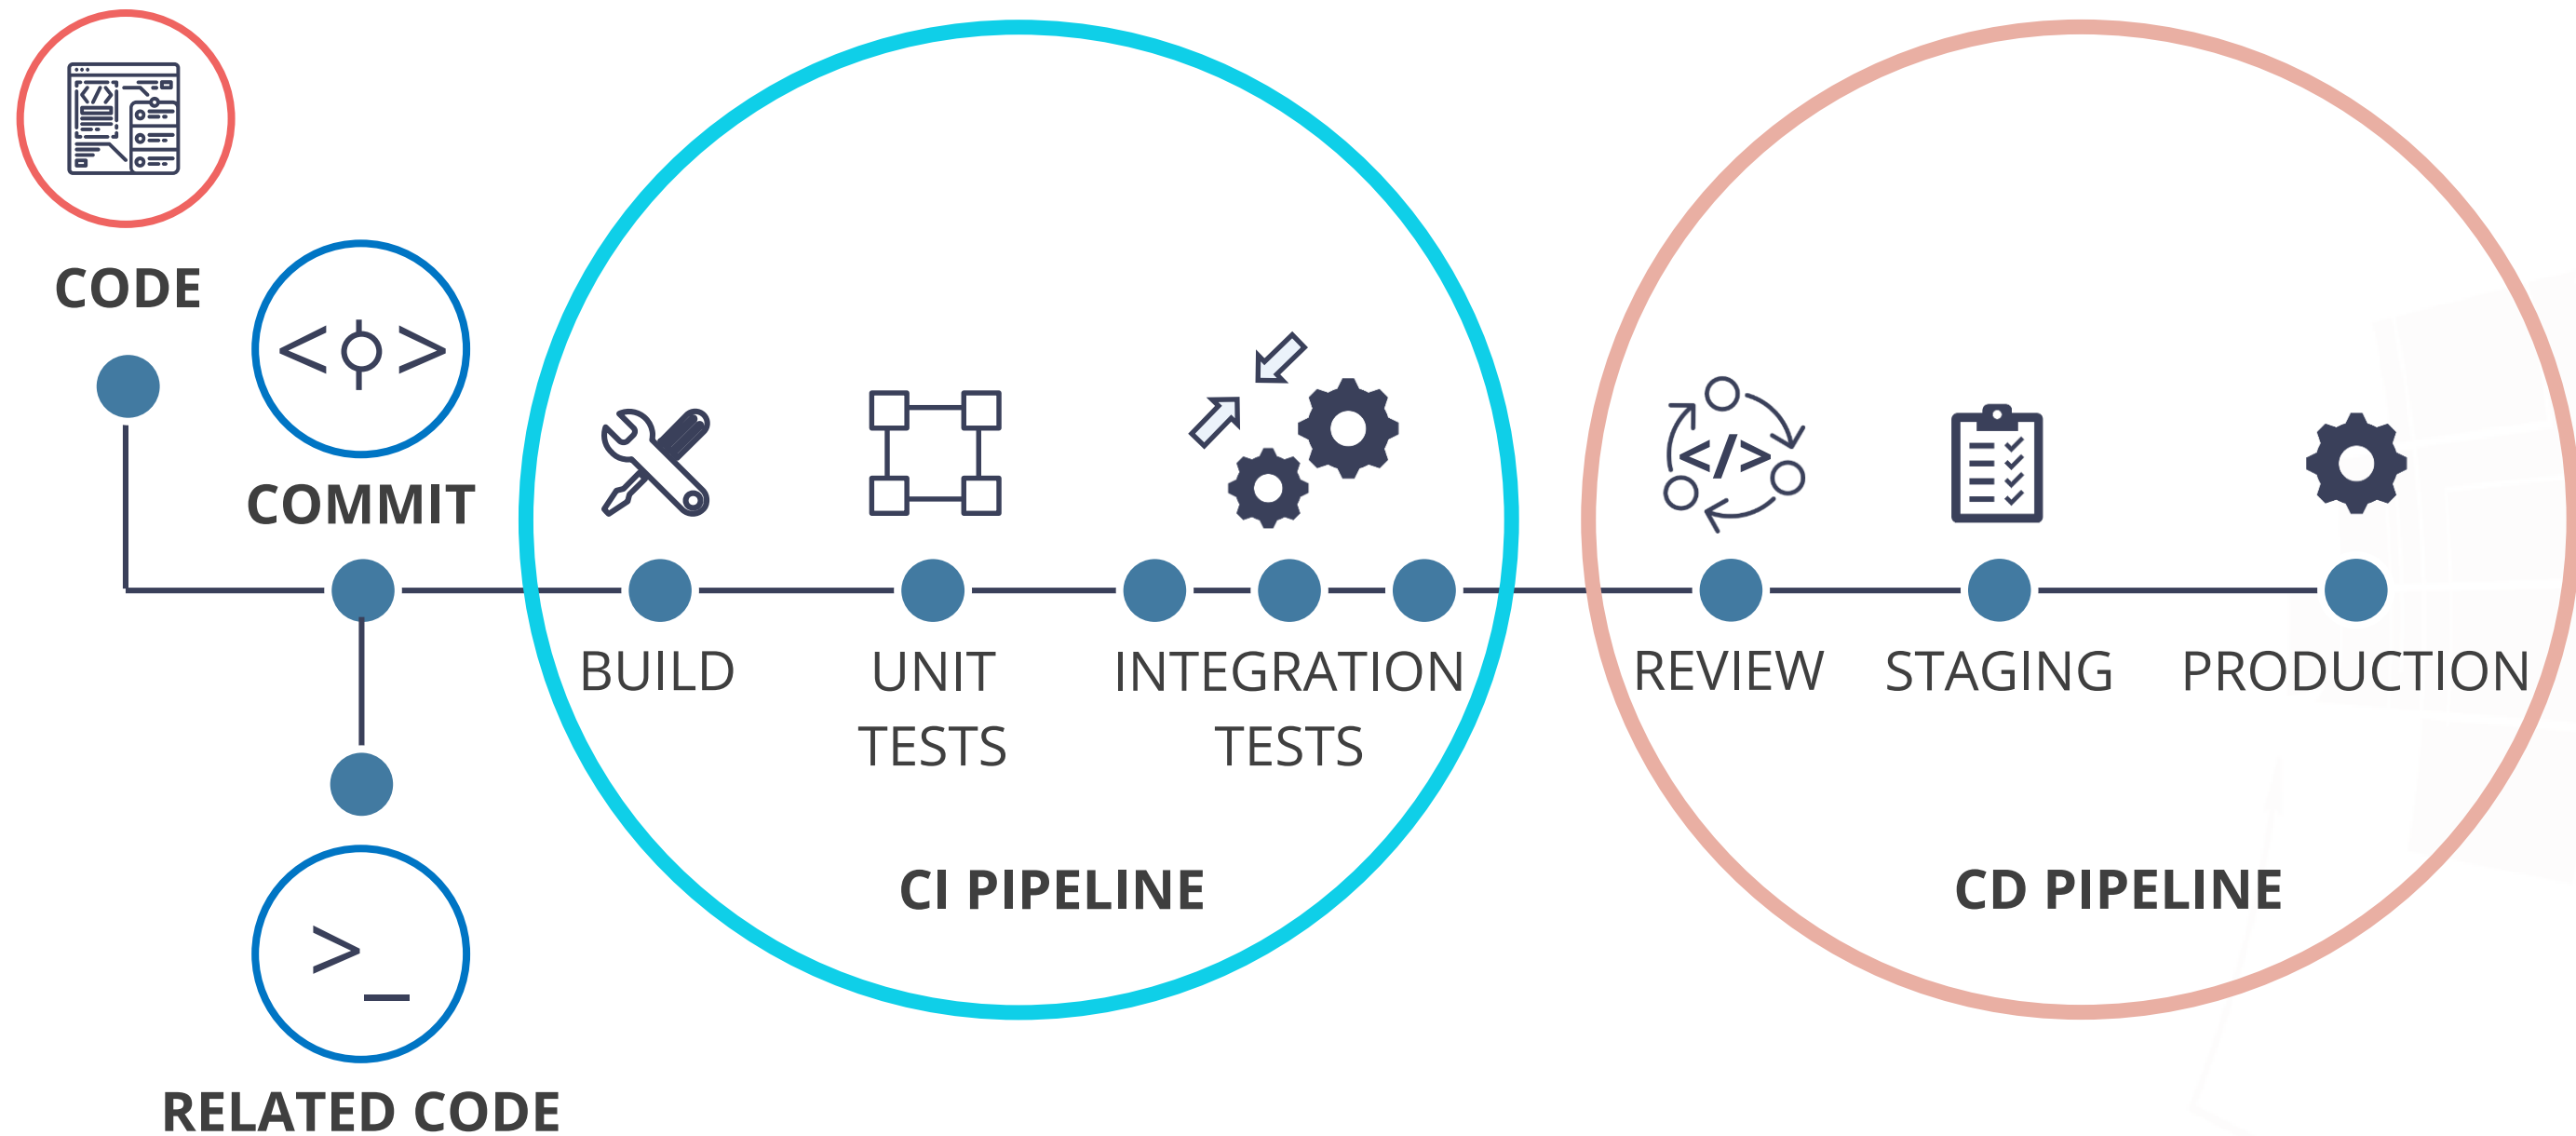 CODE
COMMIT
RELATED CODE
BUILD
UNIT
TESTS
INTEGRATION
TESTS
CI PIPELINE
REVIEW
STAGING
PRODUCTION
CD PIPELINE